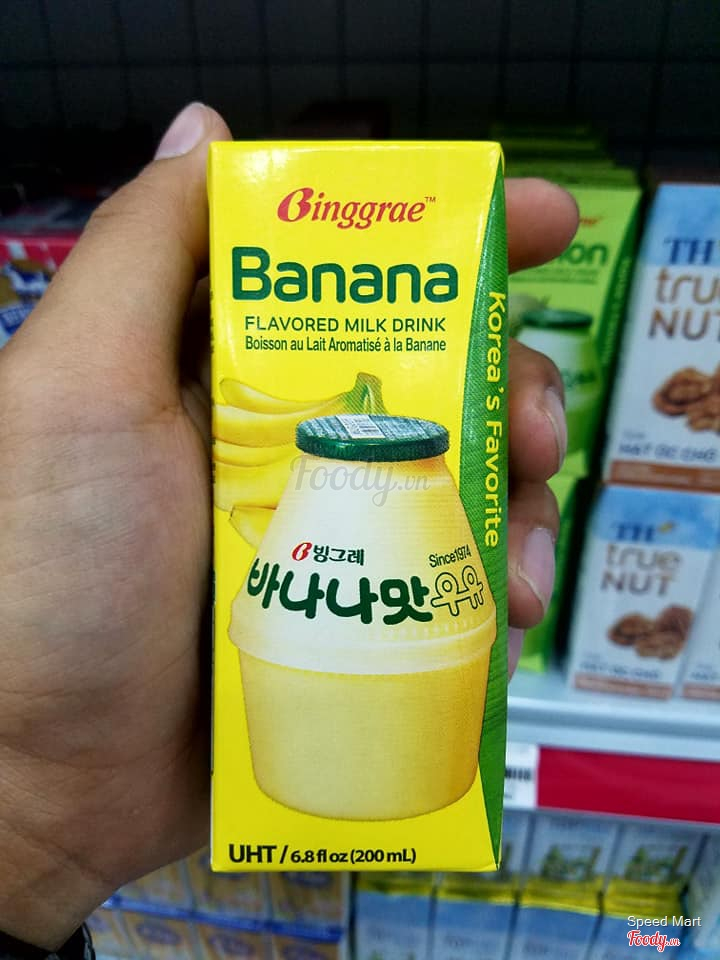 Binggrae™
Banana
FLAVORED MILK DRINK
Boisson au Lait Aromatisé à la Banane
Korea's Favorite
Foody.vn
빙그레
Since1974
바나나맛우유
UHT / 6.8 fl oz (200 mL)
TH
true
NUT
TH
true
NUT
Speed Mart
Foody.vn